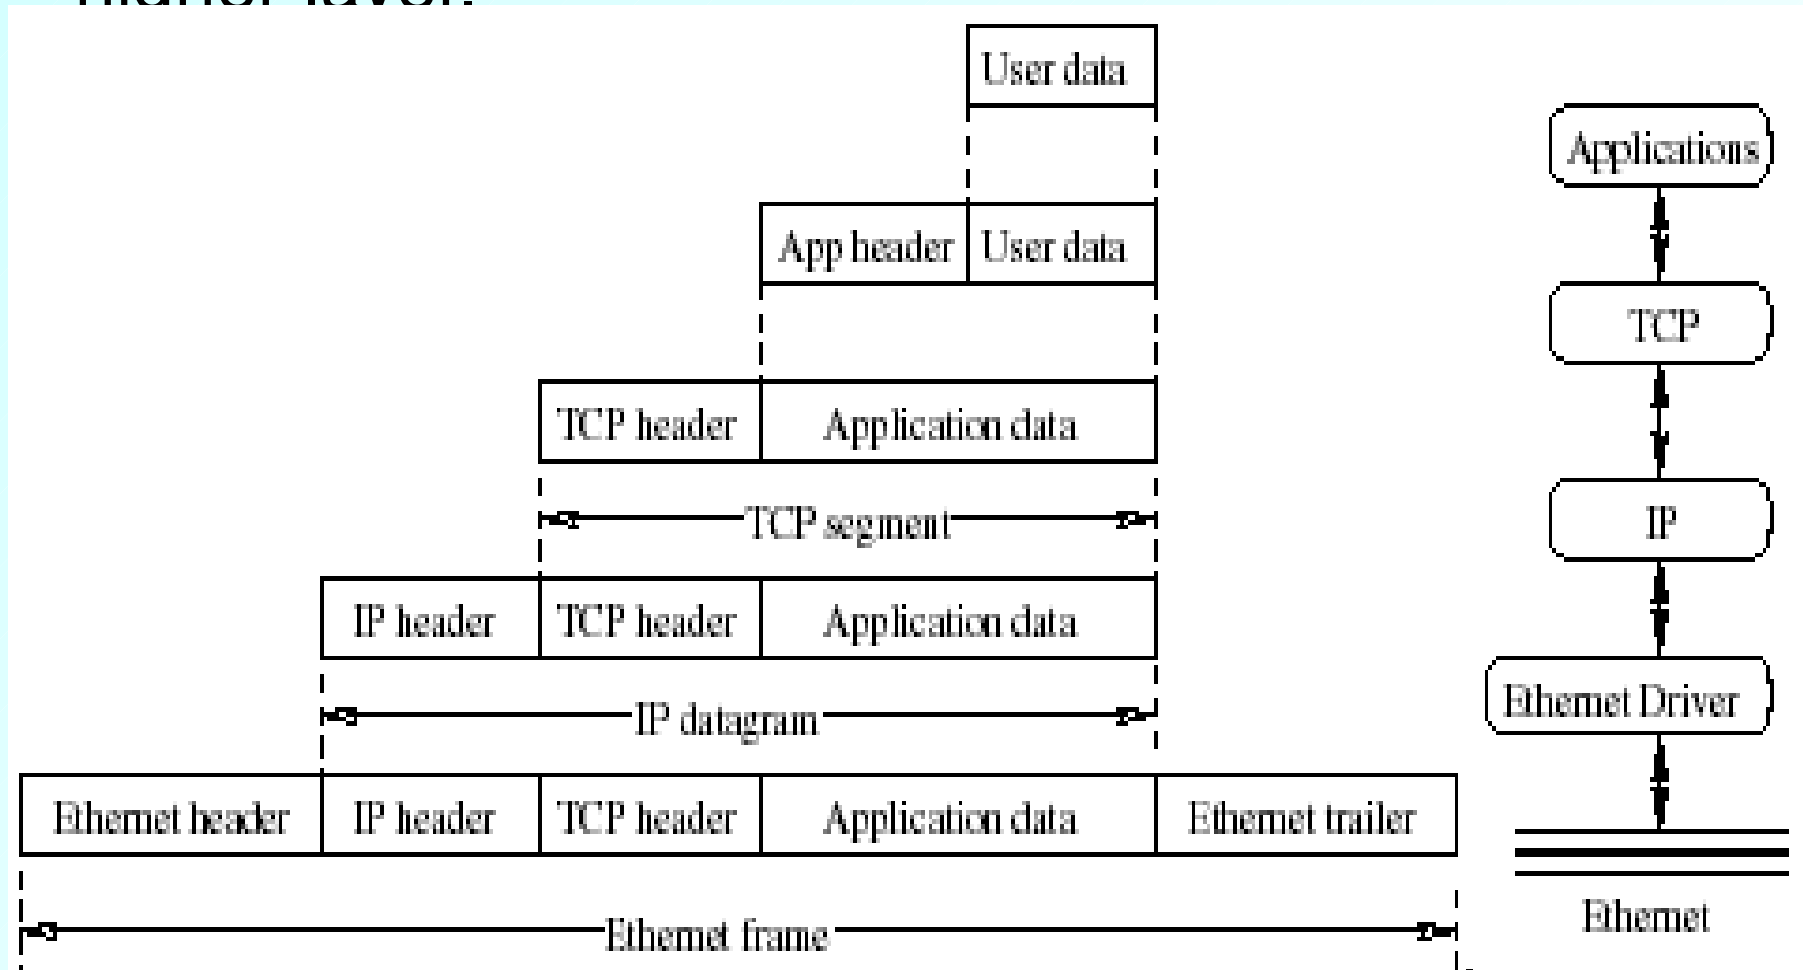 higher layer.
User data
Applications
App header User data
TCP
TCP header Application data
TCP segment
IP
IP header TCP header Application data
Ethernet Driver
IP datagram
Ethernet header IP header TCP header Application data Ethernet trailer
Ethernet
Ethernet frame